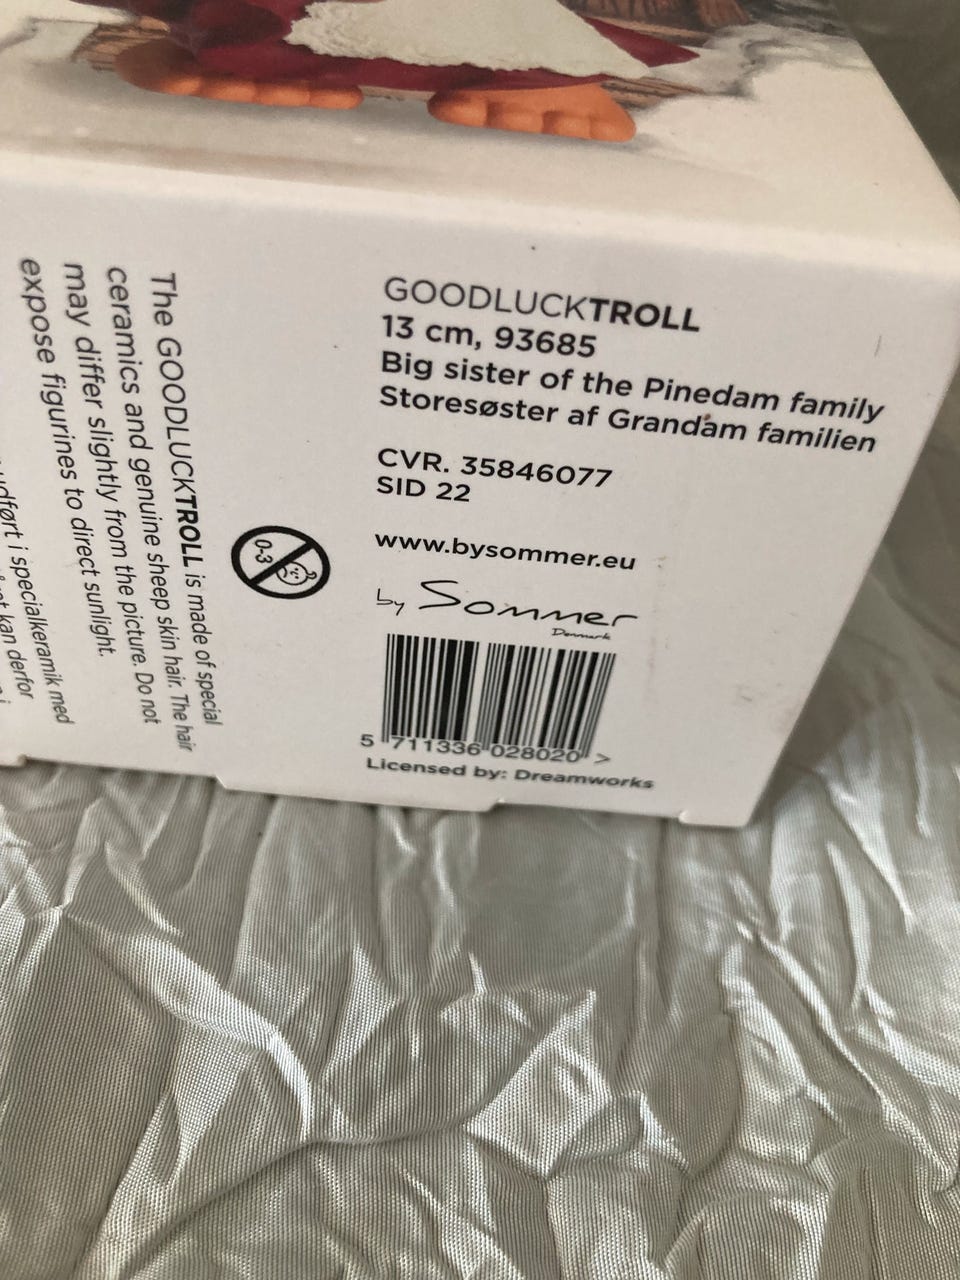 GOODLUCKTROLL
13 cm, 93685
Big sister of the Pinedam family
Storesøster af Grandam familien
CVR. 35846077
SID 22
www.bysommer.eu
by Sommer
Denmark
5 711336 028020 >
Licensed by: Dreamworks
0-3
The GOODLUCKTROLL is made of special
ceramics and genuine sheep skin hair. The hair
may differ slightly from the picture. Do not
expose figurines to direct sunlight.
i specialkeramik med
kan derfor